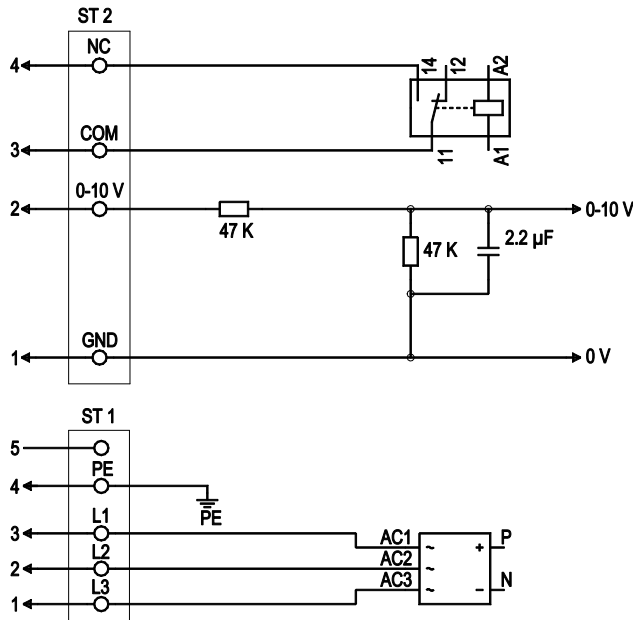 ST 2
NC
4
14
12
A2
COM
3
11
A1
0-10 V
2
0-10 V
47 K
47 K
2.2 µF
GND
1
0 V
ST 1
5
PE
4
PE
L1
3
AC1
P
~
+
L2
2
AC2
~
L3
AC3
N
1
~
–